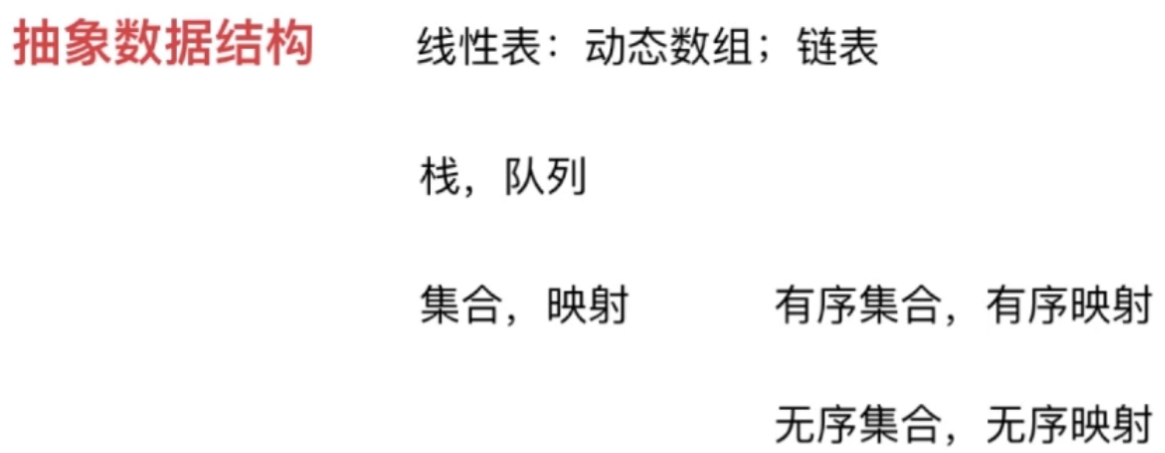 抽象数据结构 线性表：动态数组；链表
栈，队列
集合，映射 有序集合，有序映射
无序集合，无序映射